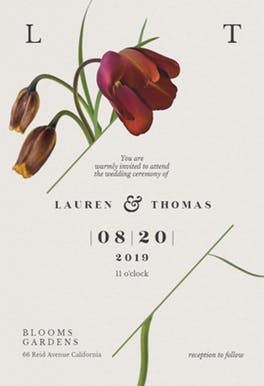 L T
You are
warmly invited to attend
the wedding ceremony of
LAUREN & THOMAS
|08|20|
2019
11 o'clock
BLOOMS
GARDENS
66 Reid Avenue California
reception to follow